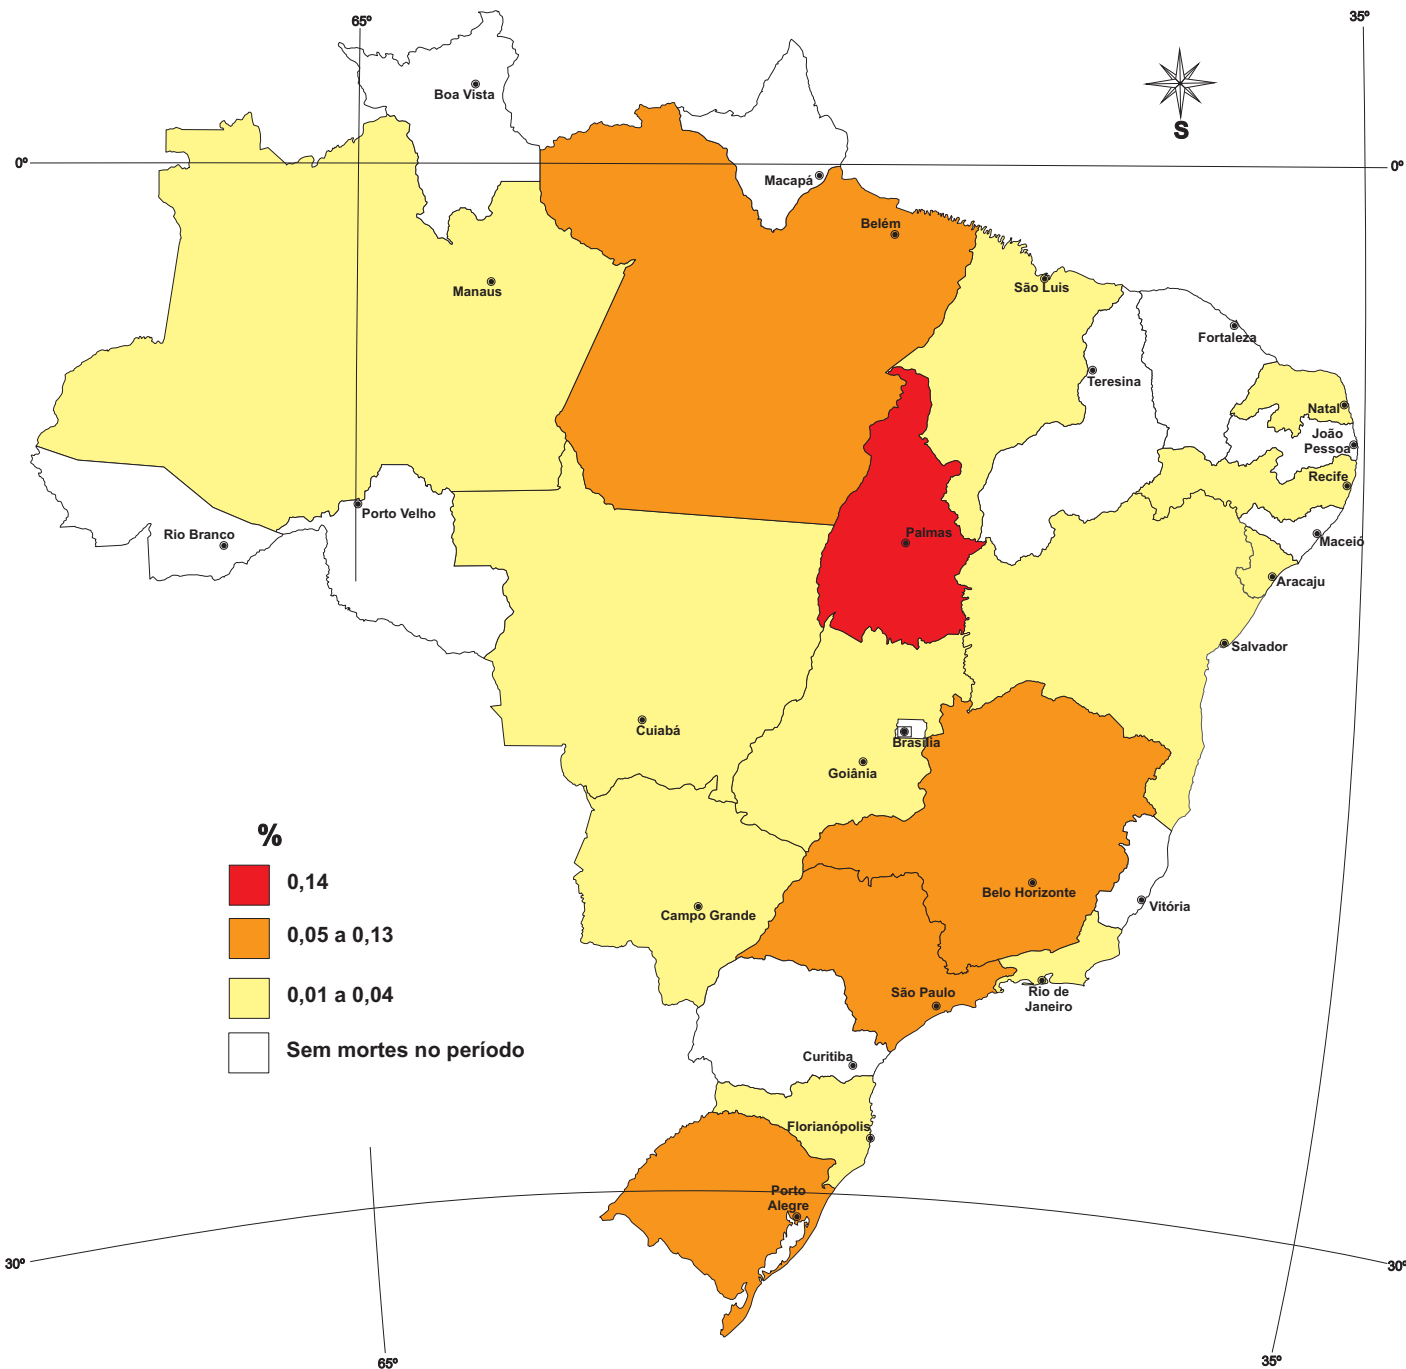 65º
35º
Boa Vista
S
0º
0º
Macapá
Belém
Manaus
São Luis
Fortaleza
Teresina
Natal
João
Pessoa
Recife
Porto Velho
Rio Branco
Palmas
Maceió
Aracaju
Salvador
Cuiabá
Brasília
Goiânia
%
0,14
Belo Horizonte
Campo Grande
Vitória
0,05 a 0,13
0,01 a 0,04
São Paulo
Rio de
Janeiro
Sem mortes no período
Curitiba
Florianópolis
Porto
Alegre
30º
30º
65º
35º